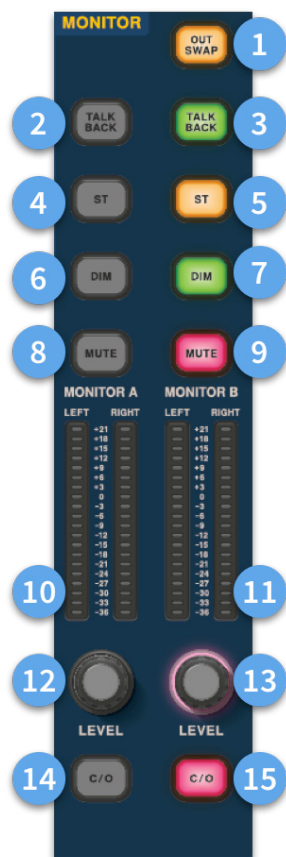 MONITOR
OUT
SWAP
1
2
TALK
BACK
TALK
BACK
3
4
ST
ST
5
6
DIM
DIM
7
8
MUTE
MUTE
9
MONITOR A MONITOR B
LEFT RIGHT LEFT RIGHT
+21 +21
+18 +18
+15 +15
+12 +12
+9 +9
+6 +6
+3 +3
0 0
-3 -3
-6 -6
-9 -9
-12 -12
-15 -15
-18 -18
-21 -21
-24 -24
-27 -27
-30 -30
-33 -33
-36 -36
10 11
12 13
LEVEL LEVEL
14 C/O C/O 15